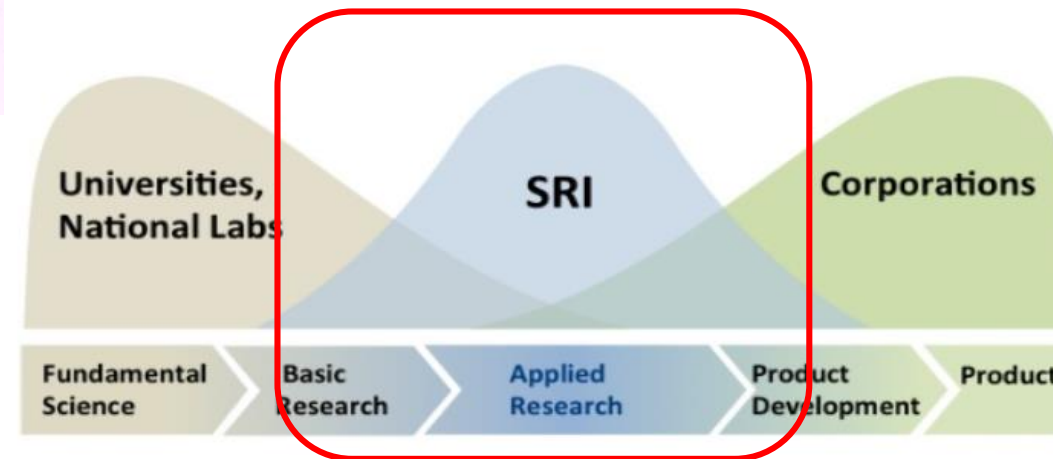 Universities,
National Labs
SRI
Corporations
Fundamental
Science
Basic
Research
Applied
Research
Product
Development
Product